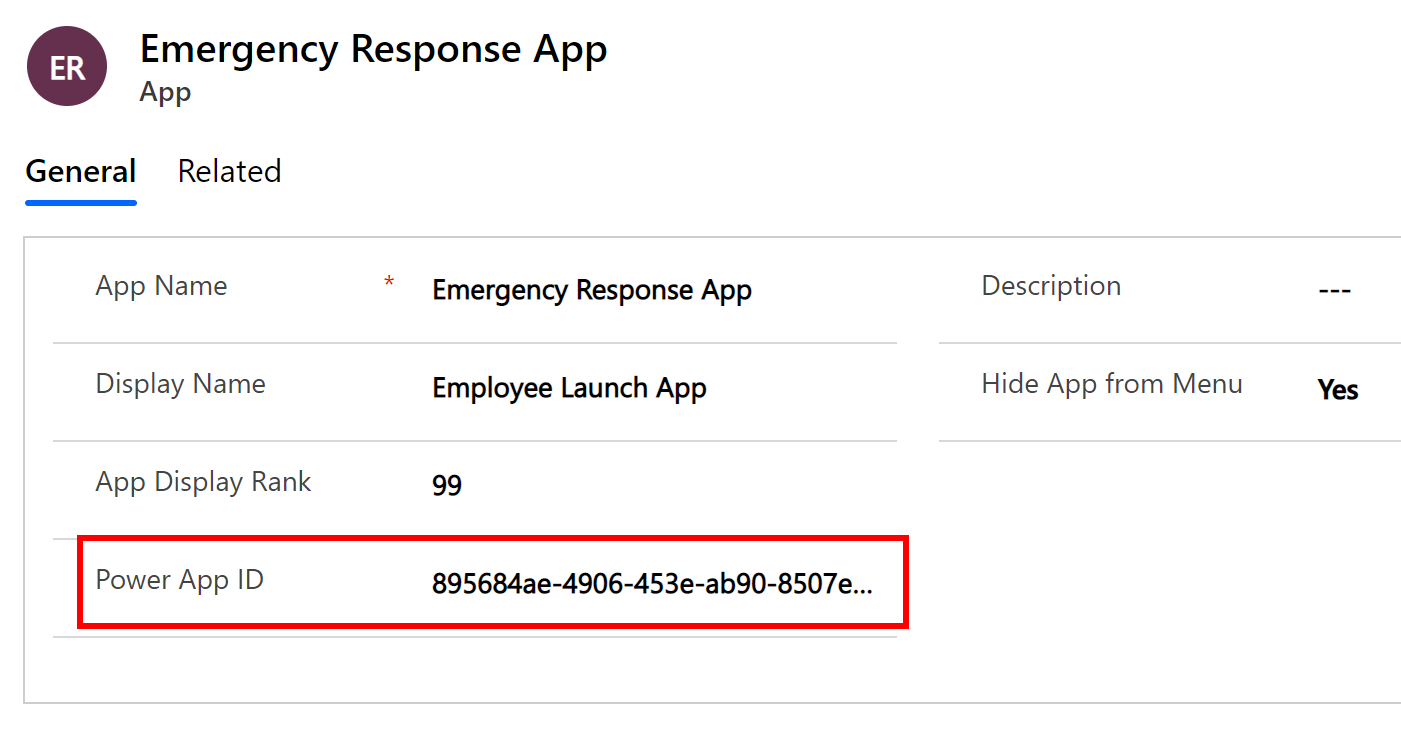 ER
Emergency Response App
App
General Related
App Name * Emergency Response App Description ---
Display Name Employee Launch App Hide App from Menu Yes
App Display Rank 99
Power App ID 895684ae-4906-453e-ab90-8507e...